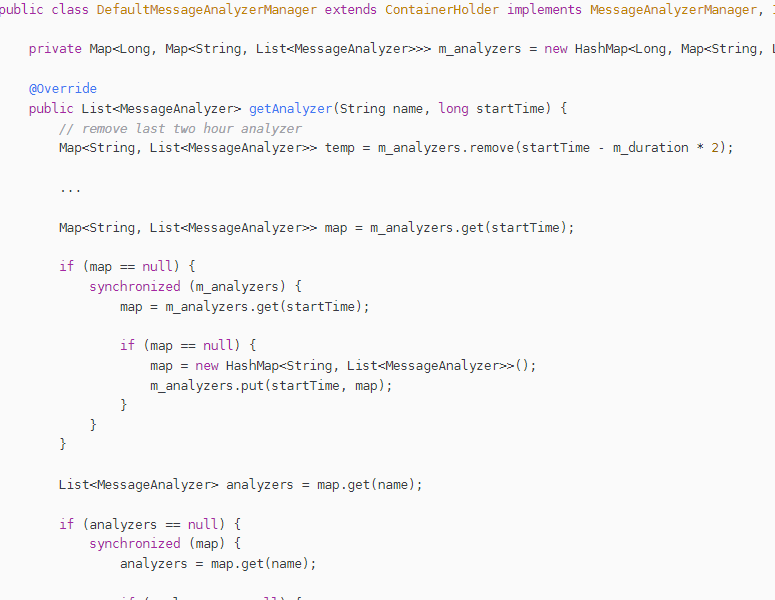 public class DefaultMessageAnalyzerManager extends ContainerHolder implements MessageAnalyzerManager,
private Map<Long, Map<String, List<MessageAnalyzer>>> m_analyzers = new HashMap<Long, Map<String,
@Override
public List<MessageAnalyzer> getAnalyzer(String name, long startTime) {
// remove last two hour analyzer
Map<String, List<MessageAnalyzer>> temp = m_analyzers.remove(startTime - m_duration * 2);
...
Map<String, List<MessageAnalyzer>> map = m_analyzers.get(startTime);
if (map == null) {
synchronized (m_analyzers) {
map = m_analyzers.get(startTime);
if (map == null) {
map = new HashMap<String, List<MessageAnalyzer>>();
m_analyzers.put(startTime, map);
}
}
}
List<MessageAnalyzer> analyzers = map.get(name);
if (analyzers == null) {
synchronized (map) {
analyzers = map.get(name);